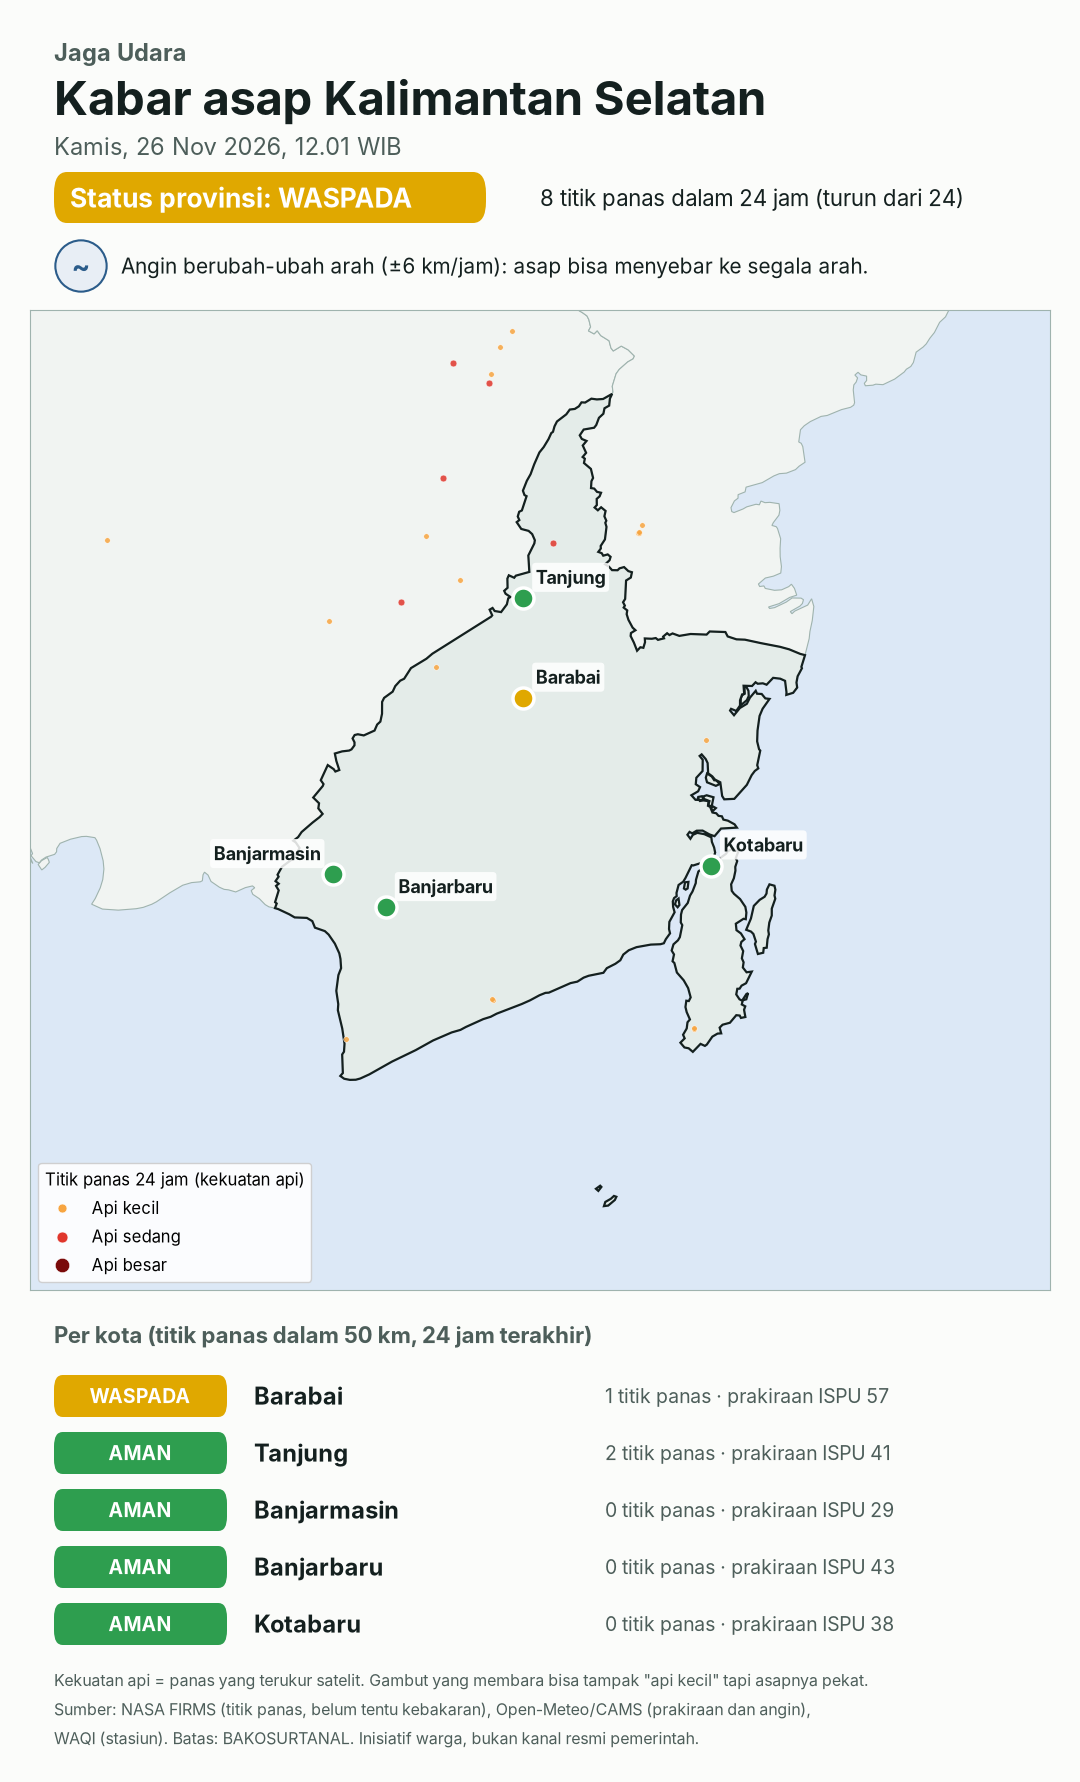 Jaga Udara
Kabar asap Kalimantan Selatan
Kamis, 26 Nov 2026, 12.01 WIB
Status provinsi: WASPADA
8 titik panas dalam 24 jam (turun dari 24)
~
Angin berubah-ubah arah (±6 km/jam): asap bisa menyebar ke segala arah.
Tanjung
Barabai
Kotabaru
Banjarmasin
Banjarbaru
Titik panas 24 jam (kekuatan api)
Api kecil
Api sedang
Api besar
Per kota (titik panas dalam 50 km, 24 jam terakhir)
WASPADA Barabai 1 titik panas · prakiraan ISPU 57
AMAN Tanjung 2 titik panas · prakiraan ISPU 41
AMAN Banjarmasin 0 titik panas · prakiraan ISPU 29
AMAN Banjarbaru 0 titik panas · prakiraan ISPU 43
AMAN Kotabaru 0 titik panas · prakiraan ISPU 38
Kekuatan api = panas yang terukur satelit. Gambut yang membara bisa tampak "api kecil" tapi asapnya pekat.
Sumber: NASA FIRMS (titik panas, belum tentu kebakaran), Open-Meteo/CAMS (prakiraan dan angin),
WAQI (stasiun). Batas: BAKOSURTANAL. Inisiatif warga, bukan kanal resmi pemerintah.